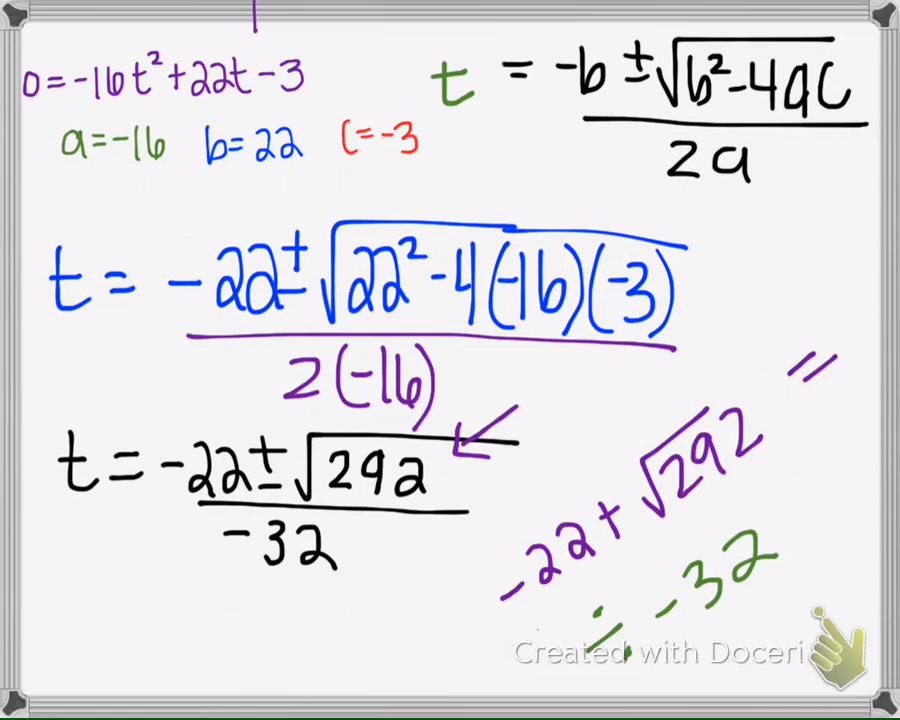 0 = -16t² + 22t - 3
t = -b ± √b² - 4ac
2a
a = -16 b = 22 c = -3
t = -22 ± √22² - 4(-16)(-3)
2(-16)
t = -22 ± √292
-32
-22 + √292 =
÷ -32
Created with Doceri